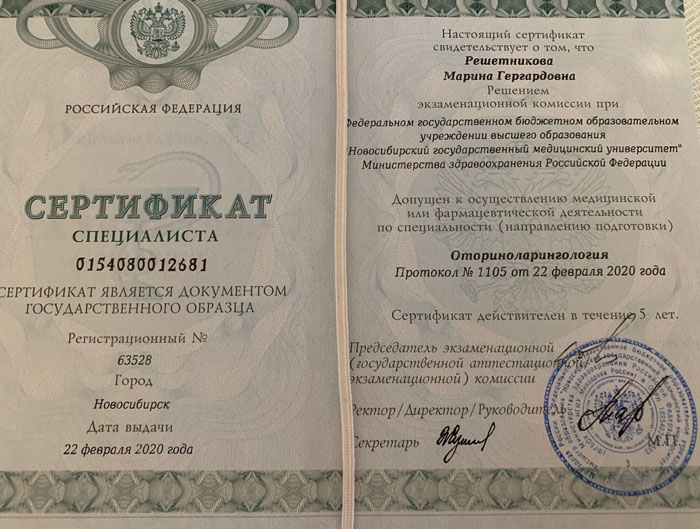 РОССИЙСКАЯ ФЕДЕРАЦИЯ
СЕРТИФИКАТ
СПЕЦИАЛИСТА
0154080012681
СЕРТИФИКАТ ЯВЛЯЕТСЯ ДОКУМЕНТОМ
ГОСУДАРСТВЕННОГО ОБРАЗЦА
Регистрационный №
63528
Город
Новосибирск
Дата выдачи
22 февраля 2020 года
Настоящий сертификат
свидетельствует о том, что
Решетникова
Марина Гергардовна
Решением
экзаменационной комиссии при
Федеральном государственном бюджетном образовательном
учреждении высшего образования
"Новосибирский государственный медицинский университет"
Министерства здравоохранения Российской Федерации
Допущен к осуществлению медицинской
или фармацевтической деятельности
по специальности (направлению подготовки)
Оториноларингология
Протокол № 1105 от 22 февраля 2020 года
Сертификат действителен в течение 5 лет.
Председатель экзаменационной
(государственной аттестационной/
экзаменационной) комиссии
Ректор/Директор/Руководитель
Секретарь
М.П.